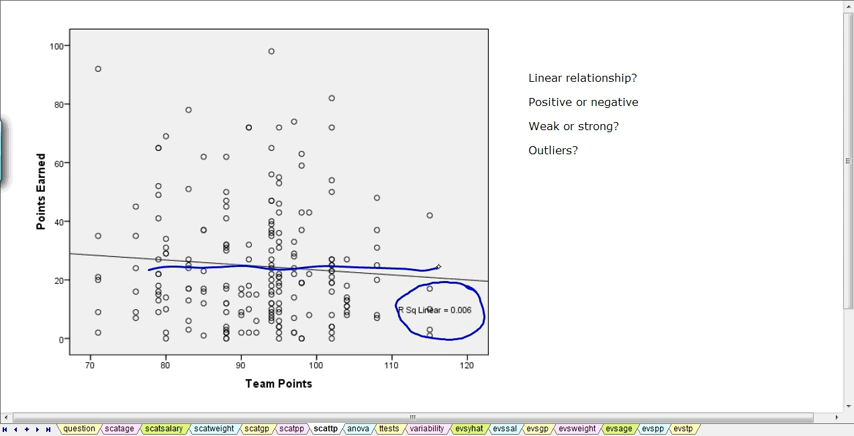 100
80
60
40
20
0
Points Earned
70
80
90
100
110
120
Team Points
R Sq Linear = 0.006
Linear relationship?
Positive or negative
Weak or strong?
Outliers?
question scatage scatsalary scatweight scatgp scatpp scattp anova ttests variability evsyhat evssal evsgp evsweight evsage evspp evstp